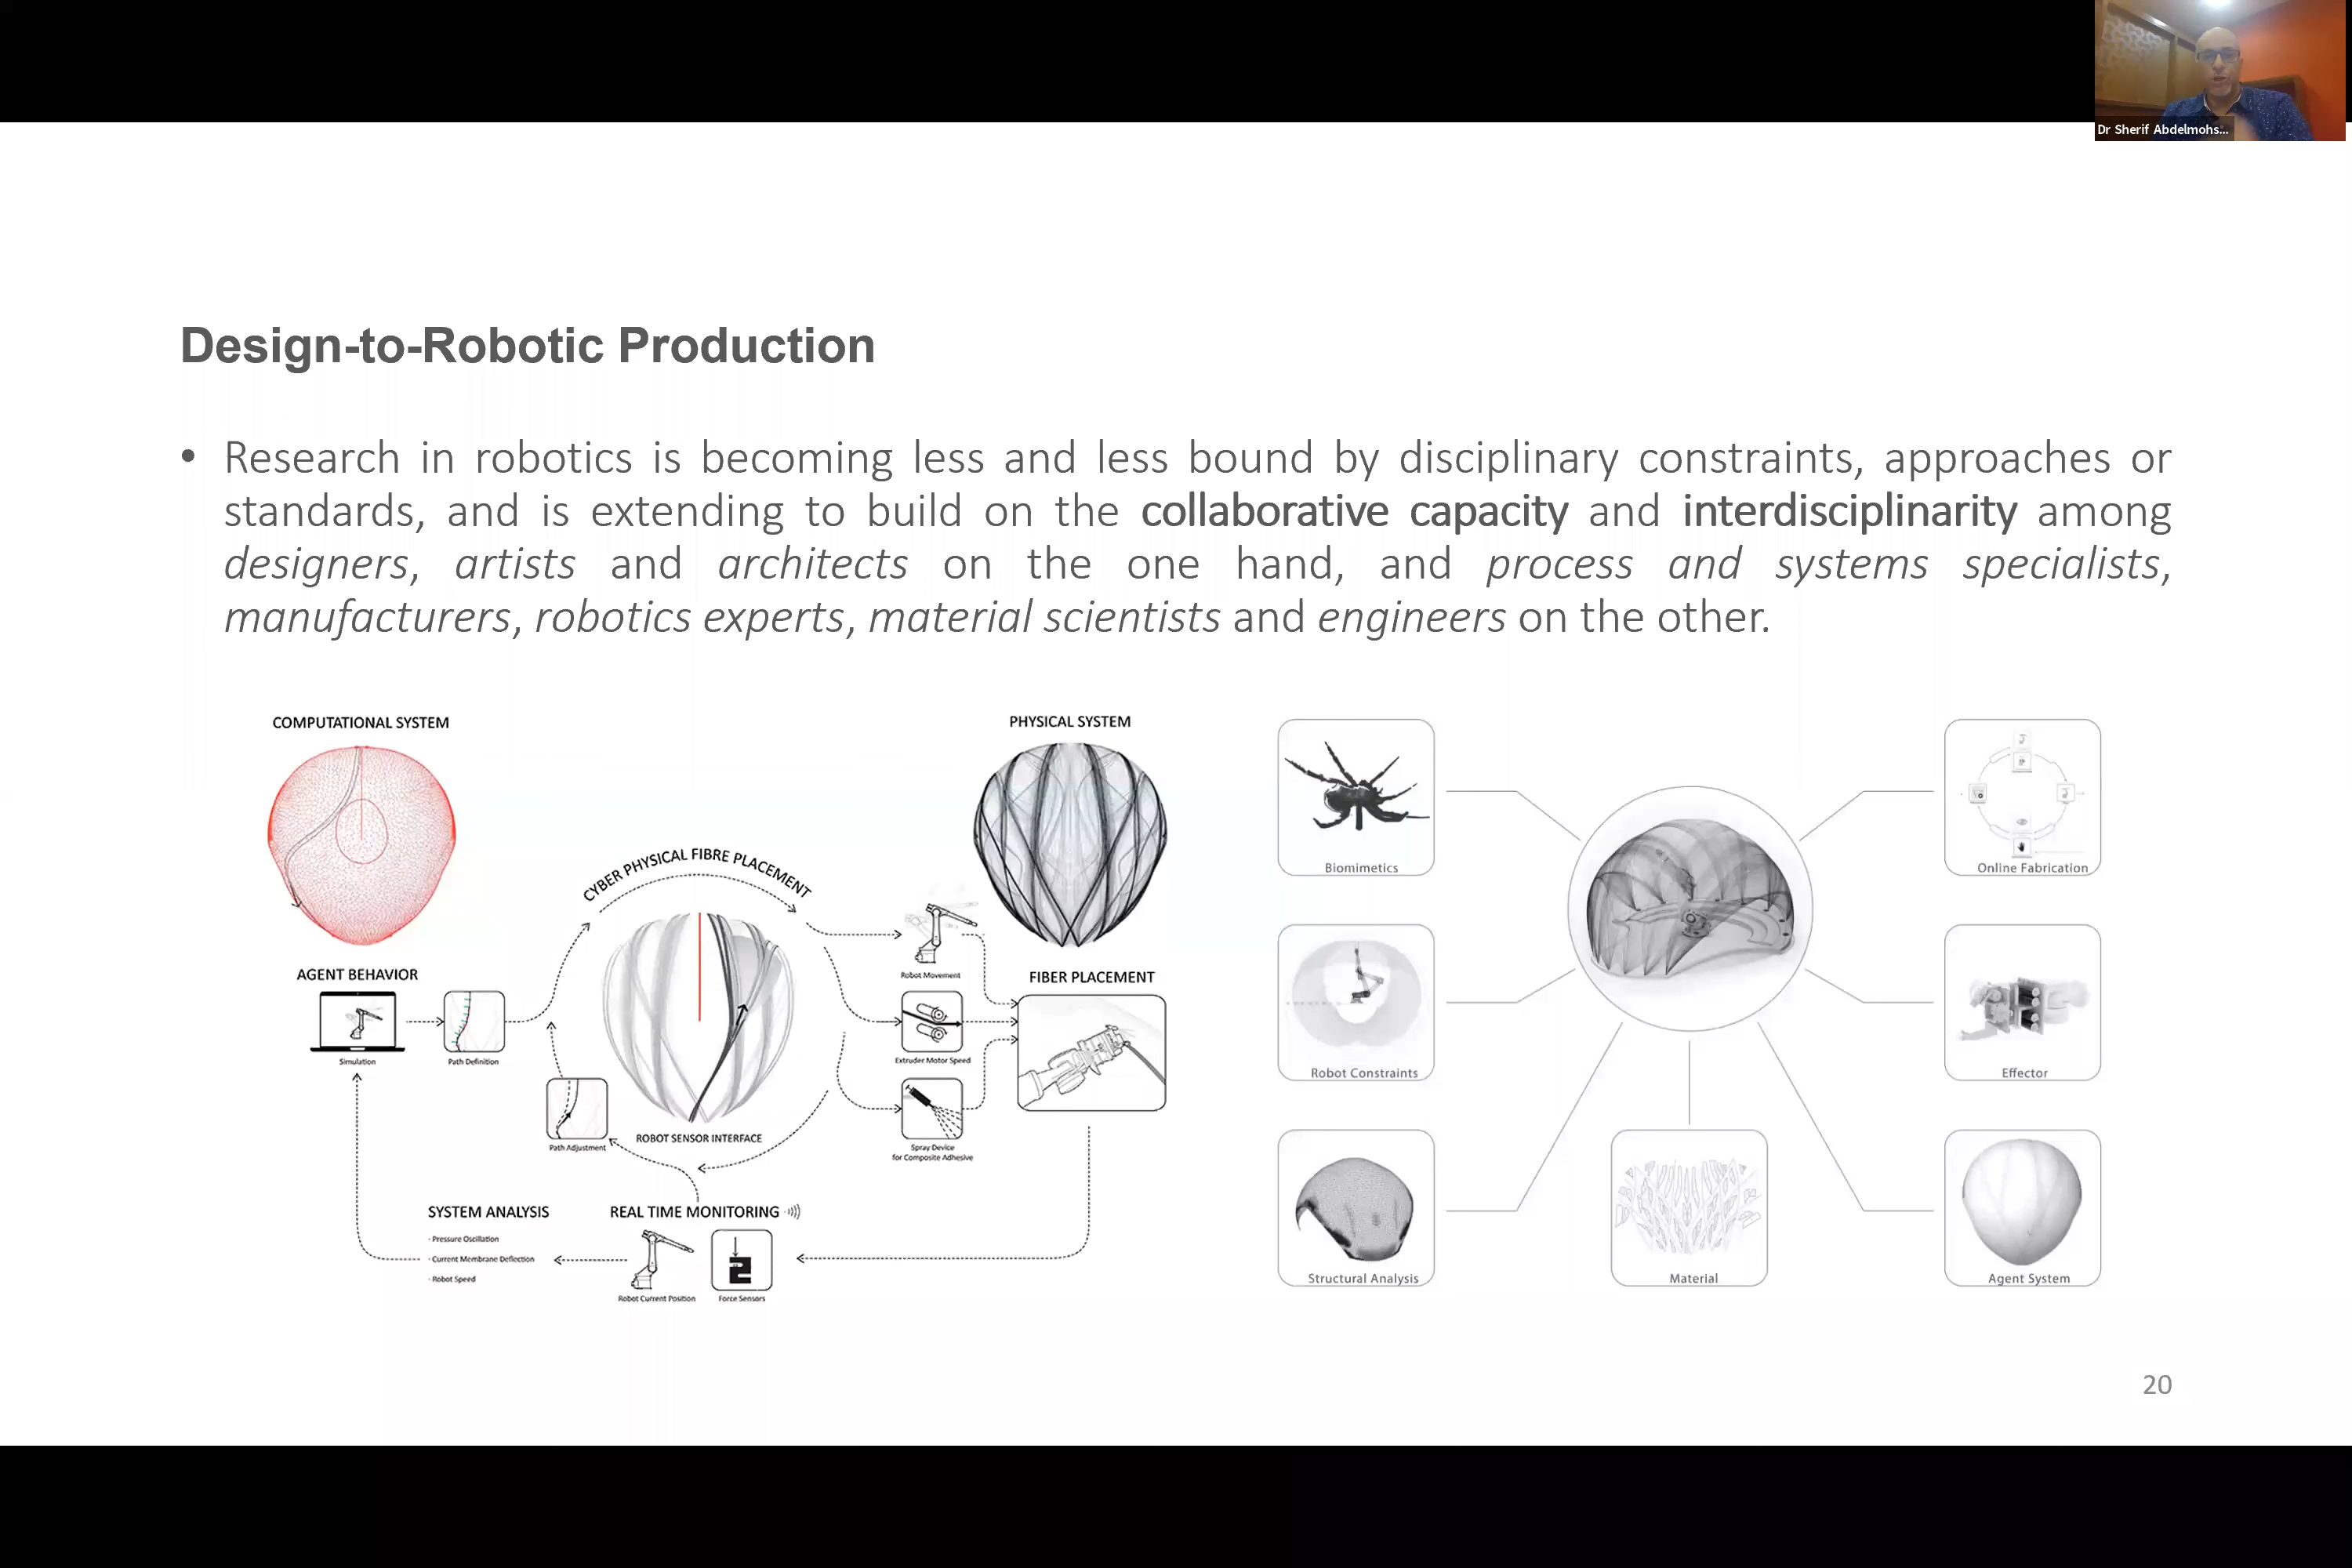 Dr Sherif Abdelmohs...
Design-to-Robotic Production
• Research in robotics is becoming less and less bound by disciplinary constraints, approaches or
standards, and is extending to build on the collaborative capacity and interdisciplinarity among
designers, artists and architects on the one hand, and process and systems specialists,
manufacturers, robotics experts, material scientists and engineers on the other.
COMPUTATIONAL SYSTEM
PHYSICAL SYSTEM
CYBER PHYSICAL FIBRE PLACEMENT
AGENT BEHAVIOR
Simulation
Path Definition
Path Adjustment
ROBOT SENSOR INTERFACE
Robot Movement
Extruder Motor Speed
Spray Device
for Composite Adhesive
FIBER PLACEMENT
SYSTEM ANALYSIS
- Pressure Oscillation
- Current Membrane Deflection
- Robot Speed
REAL TIME MONITORING
Robot Current Position
Force Sensors
Biomimetics
Robot Constraints
Structural Analysis
Material
Online Fabrication
Effector
Agent System
20